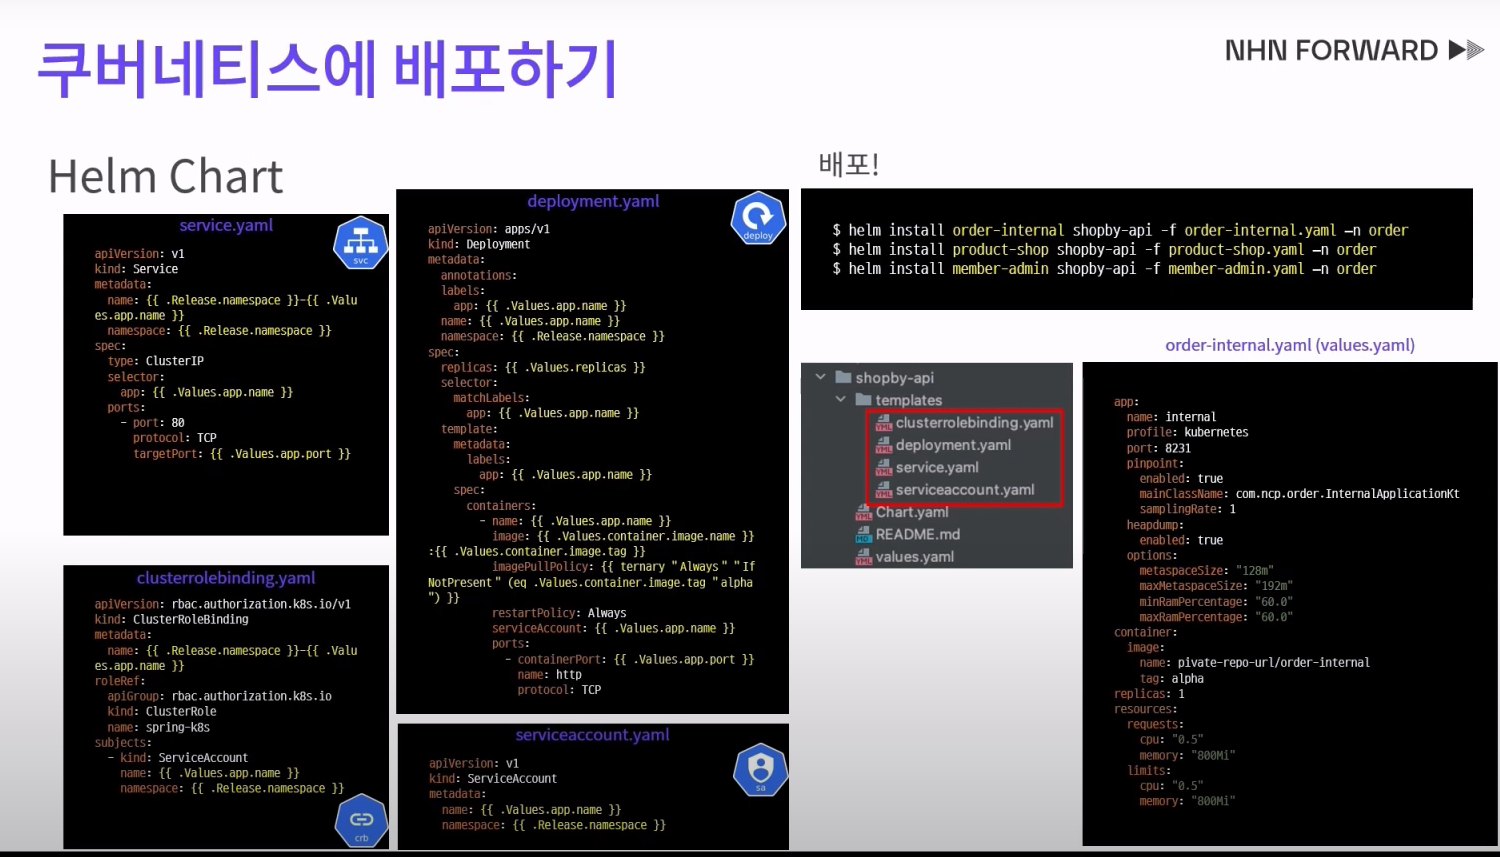 쿠버네티스에 배포하기
NHN FORWARD
Helm Chart
service.yaml
svc
apiVersion: v1
kind: Service
metadata:
name: {{ .Release.namespace }}-{{ .Valu
es.app.name }}
namespace: {{ .Release.namespace }}
spec:
type: ClusterIP
selector:
app: {{ .Values.app.name }}
ports:
- port: 80
protocol: TCP
targetPort: {{ .Values.app.port }}
clusterrolebinding.yaml
apiVersion: rbac.authorization.k8s.io/v1
kind: ClusterRoleBinding
metadata:
name: {{ .Release.namespace }}-{{ .Valu
es.app.name }}
roleRef:
apiGroup: rbac.authorization.k8s.io
kind: ClusterRole
name: spring-k8s
subjects:
- kind: ServiceAccount
name: {{ .Values.app.name }}
namespace: {{ .Release.namespace }}
crb
deployment.yaml
deploy
apiVersion: apps/v1
kind: Deployment
metadata:
annotations:
labels:
app: {{ .Values.app.name }}
name: {{ .Values.app.name }}
namespace: {{ .Release.namespace }}
spec:
replicas: {{ .Values.replicas }}
selector:
matchLabels:
app: {{ .Values.app.name }}
template:
metadata:
labels:
app: {{ .Values.app.name }}
spec:
containers:
- name: {{ .Values.app.name }}
image: {{ .Values.container.image.name }}
:{{ .Values.container.image.tag }}
imagePullPolicy: {{ ternary "Always" "If
NotPresent" (eq .Values.container.image.tag "alpha
") }}
restartPolicy: Always
serviceAccount: {{ .Values.app.name }}
ports:
- containerPort: {{ .Values.app.port }}
name: http
protocol: TCP
serviceaccount.yaml
sa
apiVersion: v1
kind: ServiceAccount
metadata:
name: {{ .Values.app.name }}
namespace: {{ .Release.namespace }}
배포!
$ helm install order-internal shopby-api -f order-internal.yaml –n order
$ helm install product-shop shopby-api -f product-shop.yaml –n order
$ helm install member-admin shopby-api -f member-admin.yaml –n order
shopby-api
templates
clusterrolebinding.yaml
deployment.yaml
service.yaml
serviceaccount.yaml
Chart.yaml
README.md
values.yaml
order-internal.yaml (values.yaml)
app:
name: internal
profile: kubernetes
port: 8231
pinpoint:
enabled: true
mainClassName: com.ncp.order.InternalApplicationKt
samplingRate: 1
heapdump:
enabled: true
options:
metaspaceSize: "128m"
maxMetaspaceSize: "192m"
minRamPercentage: "60.0"
maxRamPercentage: "60.0"
container:
image:
name: pivate-repo-url/order-internal
tag: alpha
replicas: 1
resources:
requests:
cpu: "0.5"
memory: "800Mi"
limits:
cpu: "0.5"
memory: "800Mi"